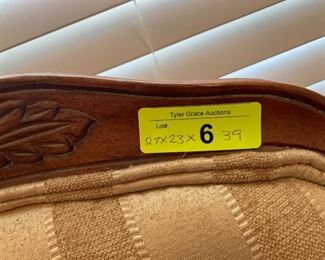 Tyler Grace Auctions
Lot#:
27X23X 6 39